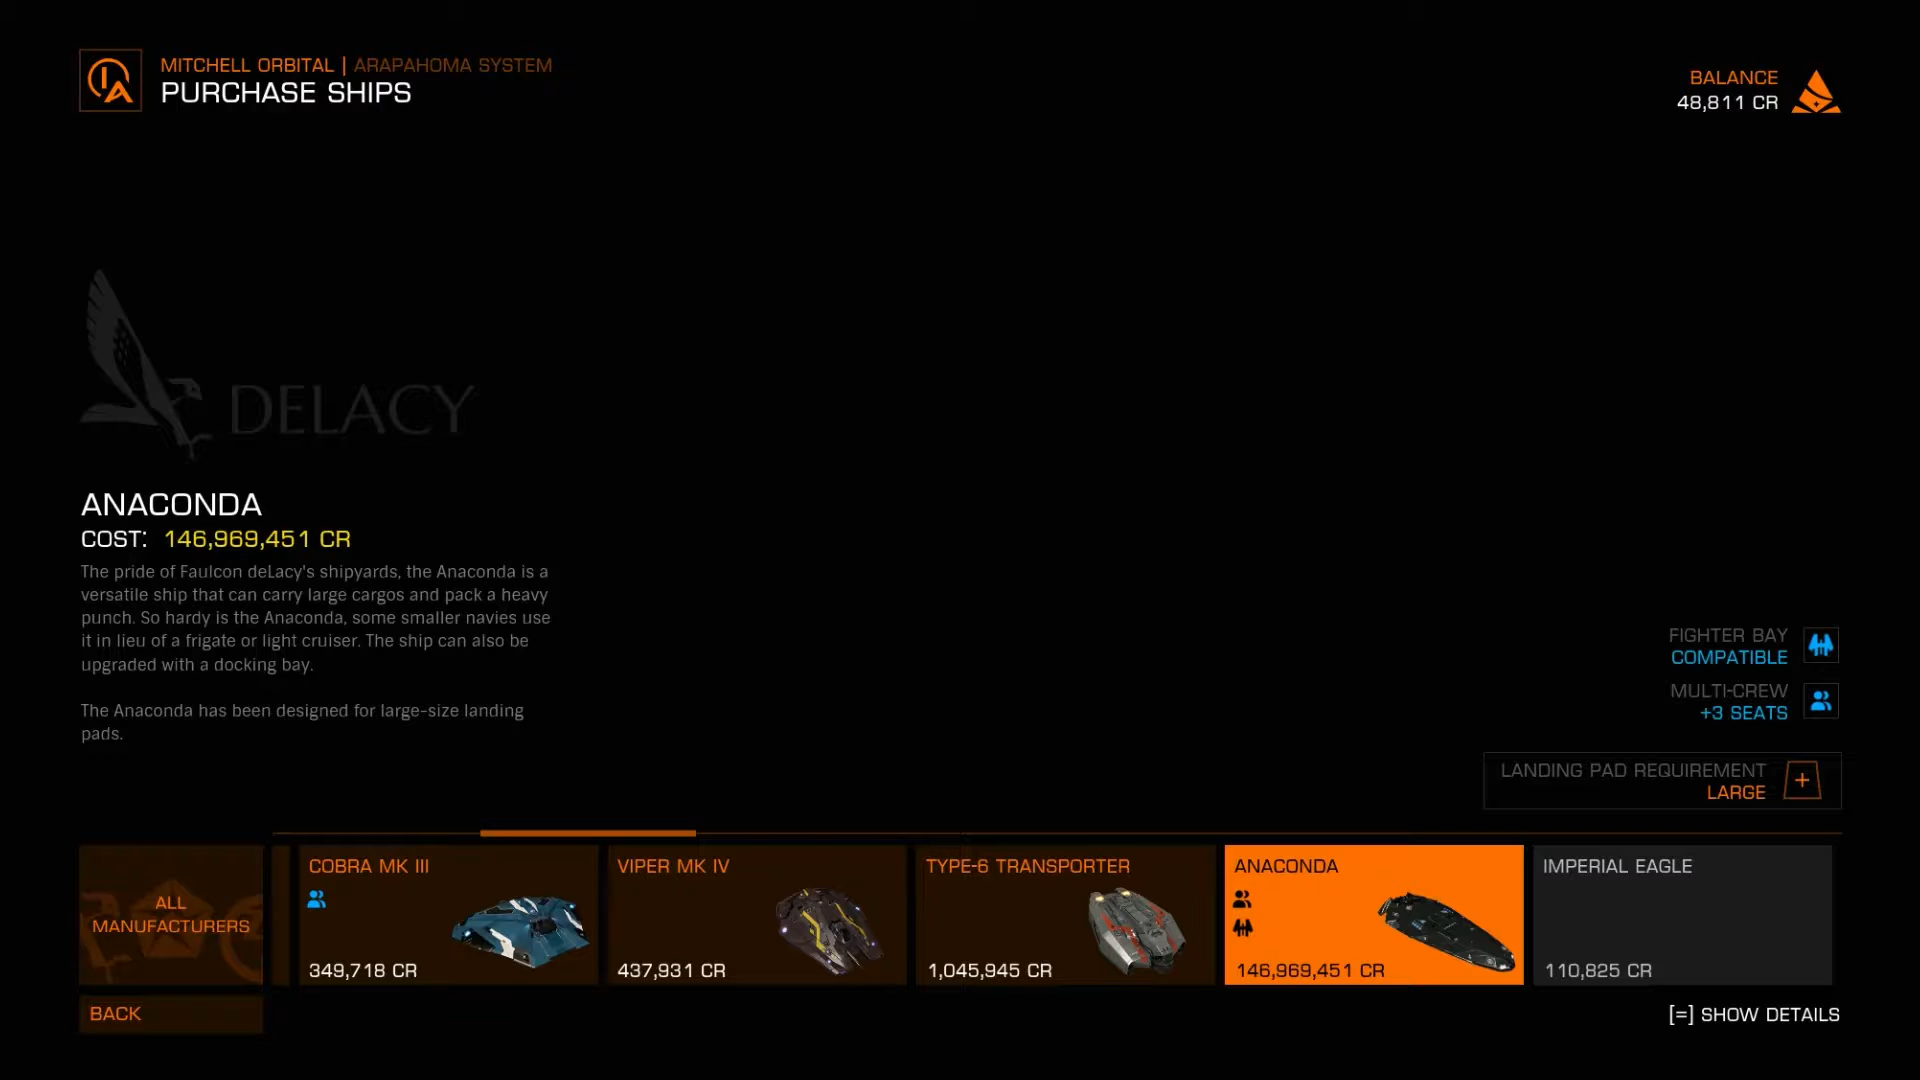 MITCHELL ORBITAL | ARAPAHOMA SYSTEM
PURCHASE SHIPS
BALANCE
48,811 CR
DELACY
ANACONDA
COST: 146,969,451 CR
The pride of Faulcon deLacy's shipyards, the Anaconda is a
versatile ship that can carry large cargos and pack a heavy
punch. So hardy is the Anaconda, some smaller navies use
it in lieu of a frigate or light cruiser. The ship can also be
upgraded with a docking bay.
The Anaconda has been designed for large-size landing
pads.
FIGHTER BAY
COMPATIBLE
MULTI-CREW
+3 SEATS
LANDING PAD REQUIREMENT
LARGE
ALL
MANUFACTURERS
COBRA MK III
349,718 CR
VIPER MK IV
437,931 CR
TYPE-6 TRANSPORTER
1,045,945 CR
ANACONDA
146,969,451 CR
IMPERIAL EAGLE
110,825 CR
BACK
[=] SHOW DETAILS